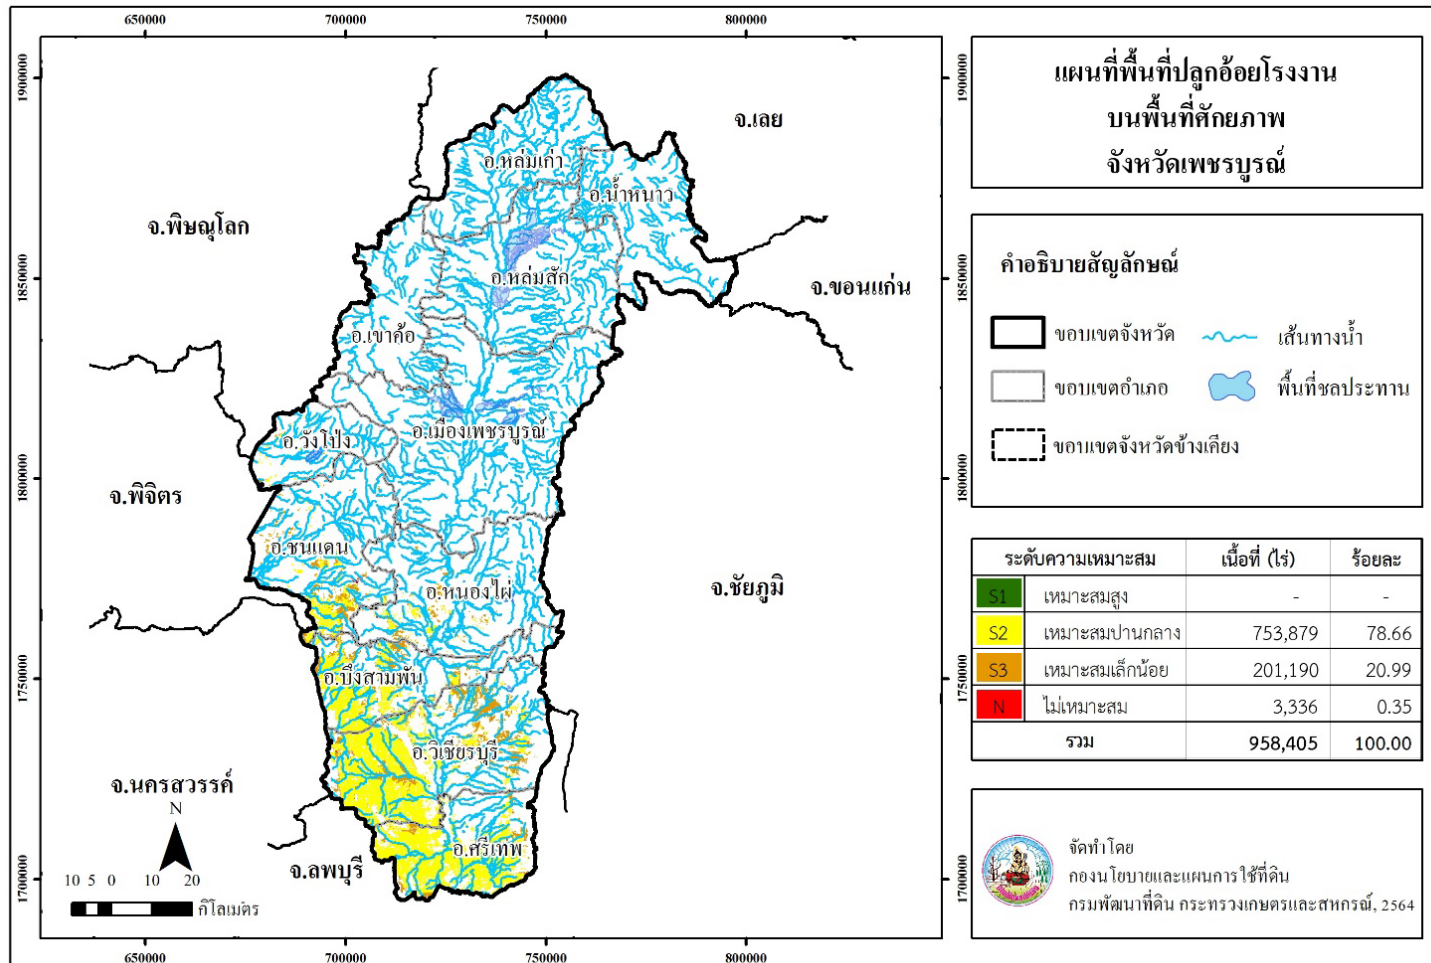 650000 700000 750000 800000
แผนที่พื้นที่ปลูกอ้อยโรงงาน
บนพื้นที่ศักยภาพ
จังหวัดเพชรบูรณ์
1900000 1900000
จ.เลย
อ.หล่มเก่า
อ.น้ำหนาว
จ.พิษณุโลก
อ.หล่มสัก
1850000 1850000
จ.ขอนแก่น
อ.เขาค้อ
อ.เมืองเพชรบูรณ์
อ.วังโป่ง
จ.พิจิตร
1800000 1800000
อ.ชนแดน
อ.หนองไผ่
จ.ชัยภูมิ
อ.บึงสามพัน
1750000 1750000
อ.วิเชียรบุรี
จ.นครสวรรค์
N
จ.ลพบุรี
อ.ศรีเทพ
1700000 1700000
10 5 0 10 20
กิโลเมตร
650000 700000 750000 800000
คำอธิบายสัญลักษณ์
ขอบเขตจังหวัด เส้นทางน้ำ
ขอบเขตอำเภอ พื้นที่ชลประทาน
ขอบเขตจังหวัดข้างเคียง
ระดับความเหมาะสม เนื้อที่ (ไร่) ร้อยละ
S1 เหมาะสมสูง - -
S2 เหมาะสมปานกลาง 753,879 78.66
S3 เหมาะสมเล็กน้อย 201,190 20.99
N ไม่เหมาะสม 3,336 0.35
รวม 958,405 100.00
จัดทำโดย
กองนโยบายและแผนการใช้ที่ดิน
กรมพัฒนาที่ดิน กระทรวงเกษตรและสหกรณ์, 2564